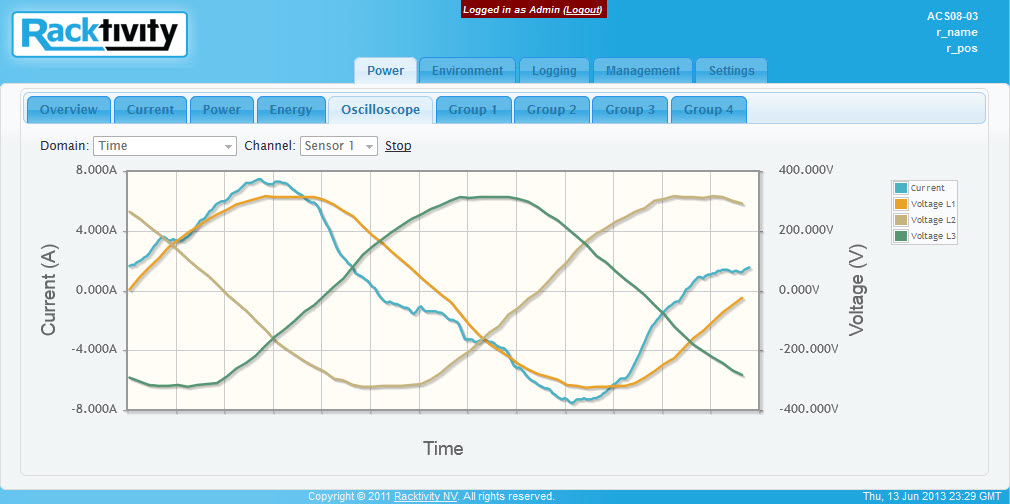 Logged in as Admin (Logout)
Racktivity
ACS08-03
r_name
r_pos
Power Environment Logging Management Settings
Overview Current Power Energy Oscilloscope Group 1 Group 2 Group 3 Group 4
Domain: Time Channel: Sensor 1 Stop
8.000A
4.000A
0.000A
-4.000A
-8.000A
Current (A)
400.000V
200.000V
0.000V
-200.000V
-400.000V
Voltage (V)
Current
Voltage L1
Voltage L2
Voltage L3
Time
Copyright © 2011 Racktivity NV. All rights reserved.
Thu, 13 Jun 2013 23:29 GMT